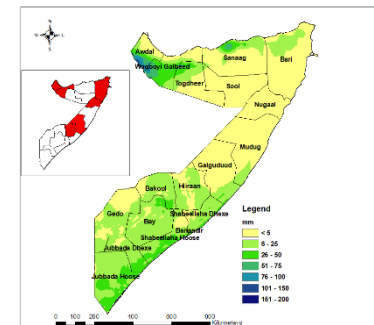 N
Awdal
Woqooyi Galbeed
Sanaag
Bari
Togdheer
Sool
Nugaal
Mudug
Galguduud
Hiiraan
Bakool
Gedo
Bay
Shabeellaha Dhexe
Banaadir
Shabeellaha Hoose
Jubbada Dhexe
Jubbada Hoose
Legend
mm
< 5
6 - 25
26 - 50
51 - 75
76 - 100
101 - 150
151 - 200
0 100 200 400 600 800
Kilometers